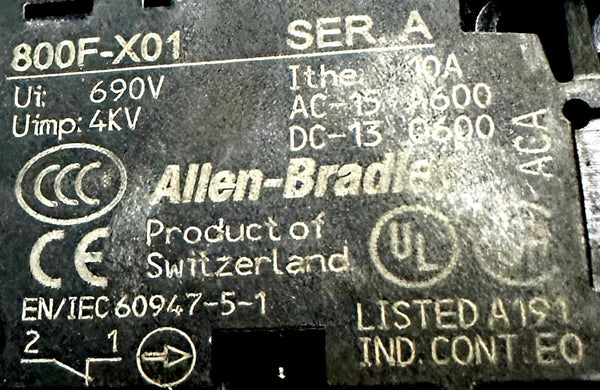 800F-X01 SER. A
Ui: 690V Ithe 10A
Uimp: 4KV AC-15 A600
DC-13 Q600
CCC Allen-Bradley
CE Product of
Switzerland UL ACA
EN/IEC 60947-5-1 LISTED A191
2 1 IND. CONT. EQ